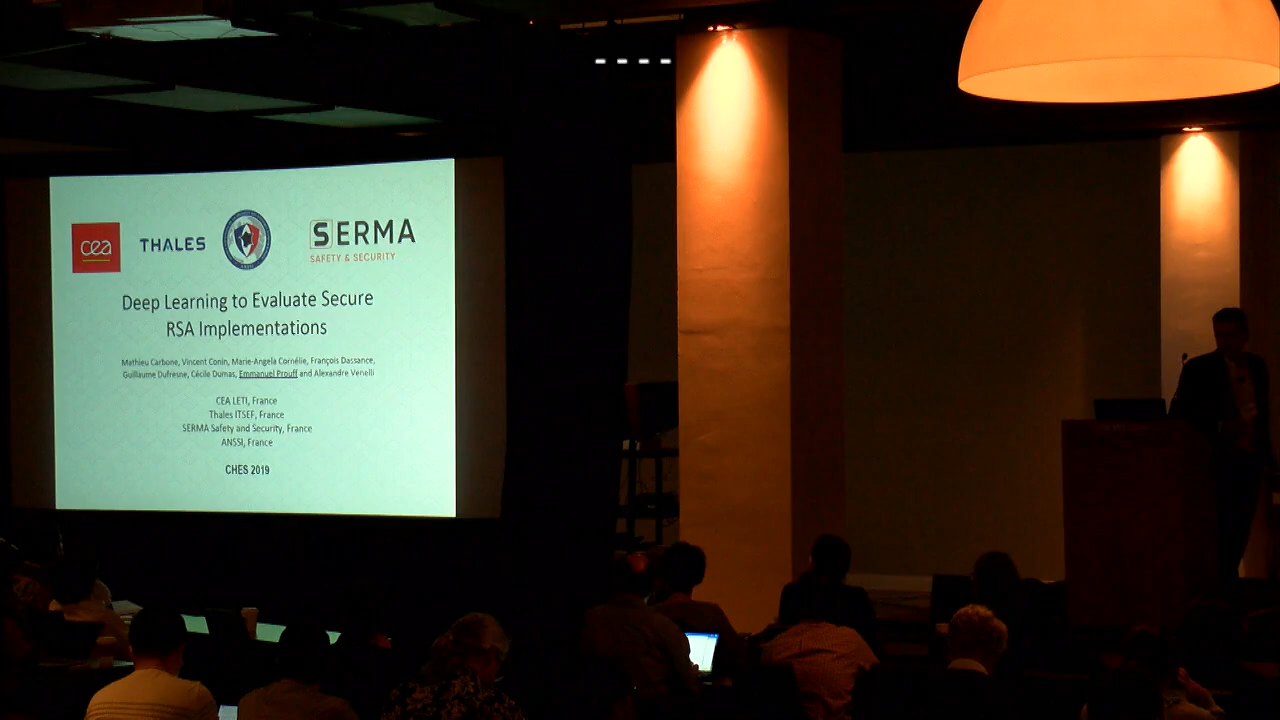 cea
THALES
SERMA
SAFETY & SECURITY
Deep Learning to Evaluate Secure
RSA Implementations
Mathieu Carbone, Vincent Conin, Marie-Angela Cornélie, François Dassance,
Guillaume Dufresne, Cécile Dumas, Emmanuel Prouff and Alexandre Venelli
CEA LETI, France
Thales ITSEF, France
SERMA Safety and Security, France
ANSSI, France
CHES 2019